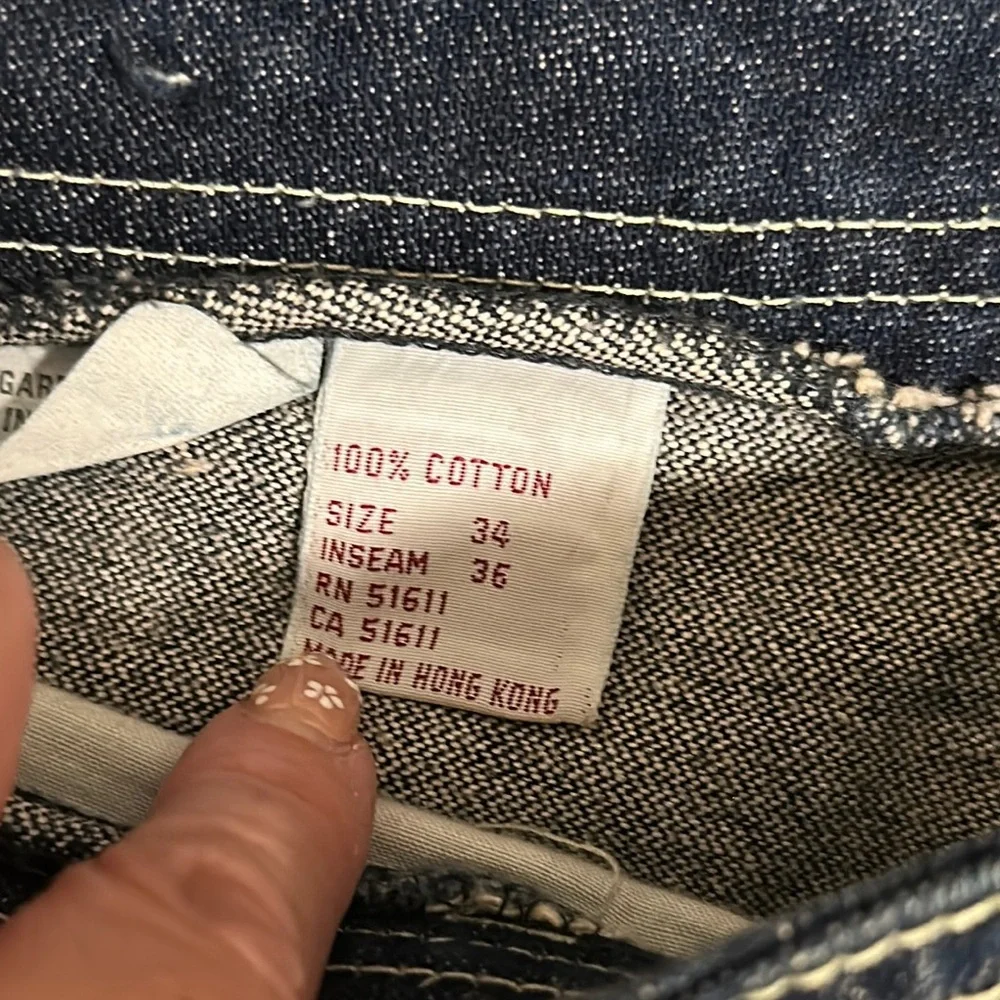 100% COTTON
SIZE 34
INSEAM 36
RN 51611
CA 51611
MADE IN HONG KONG